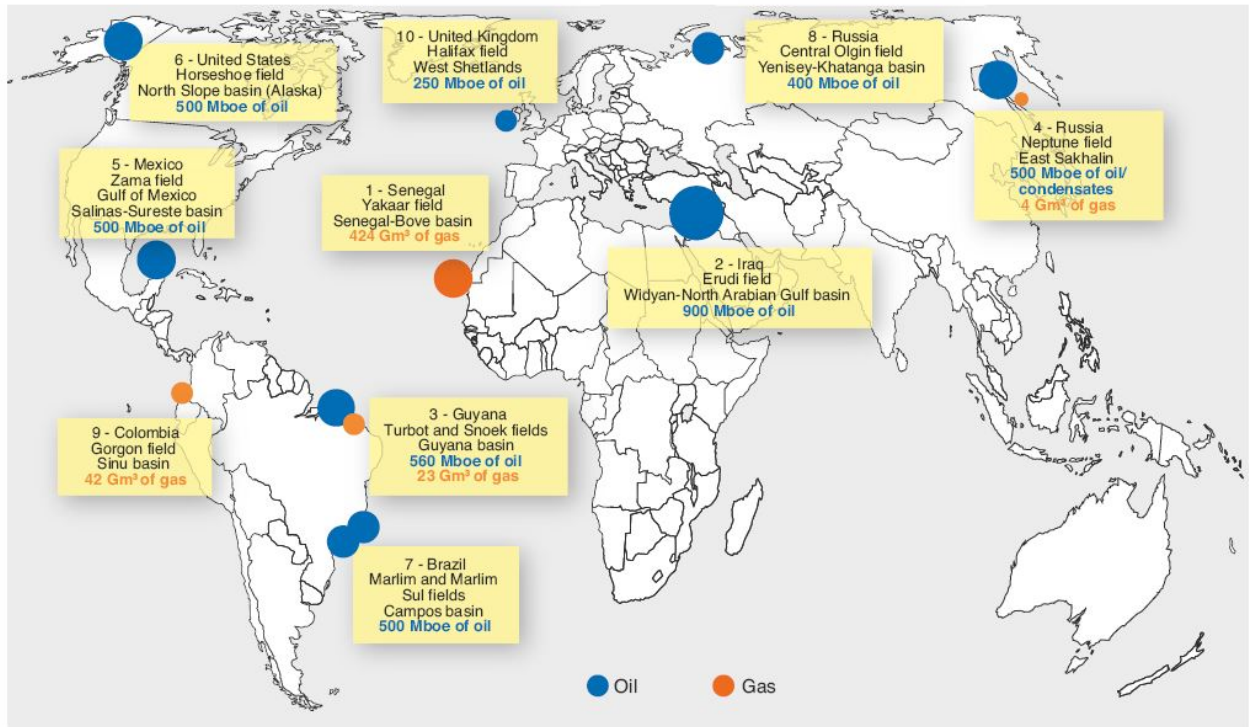 6 - United States
Horseshoe field
North Slope basin (Alaska)
500 Mboe of oil
10 - United Kingdom
Halifax field
West Shetlands
250 Mboe of oil
8 - Russia
Central Olgin field
Yenisey-Khatanga basin
400 Mboe of oil
4 - Russia
Neptune field
East Sakhalin
500 Mboe of oil/
condensates
4 Gm³ of gas
5 - Mexico
Zama field
Gulf of Mexico
Salinas-Sureste basin
500 Mboe of oil
1 - Senegal
Yakaar field
Senegal-Bove basin
424 Gm³ of gas
2 - Iraq
Erudi field
Widyan-North Arabian Gulf basin
900 Mboe of oil
9 - Colombia
Gorgon field
Sinu basin
42 Gm³ of gas
3 - Guyana
Turbot and Snoek fields
Guyana basin
560 Mboe of oil
23 Gm³ of gas
7 - Brazil
Marlim and Marlim
Sul fields
Campos basin
500 Mboe of oil
Oil
Gas